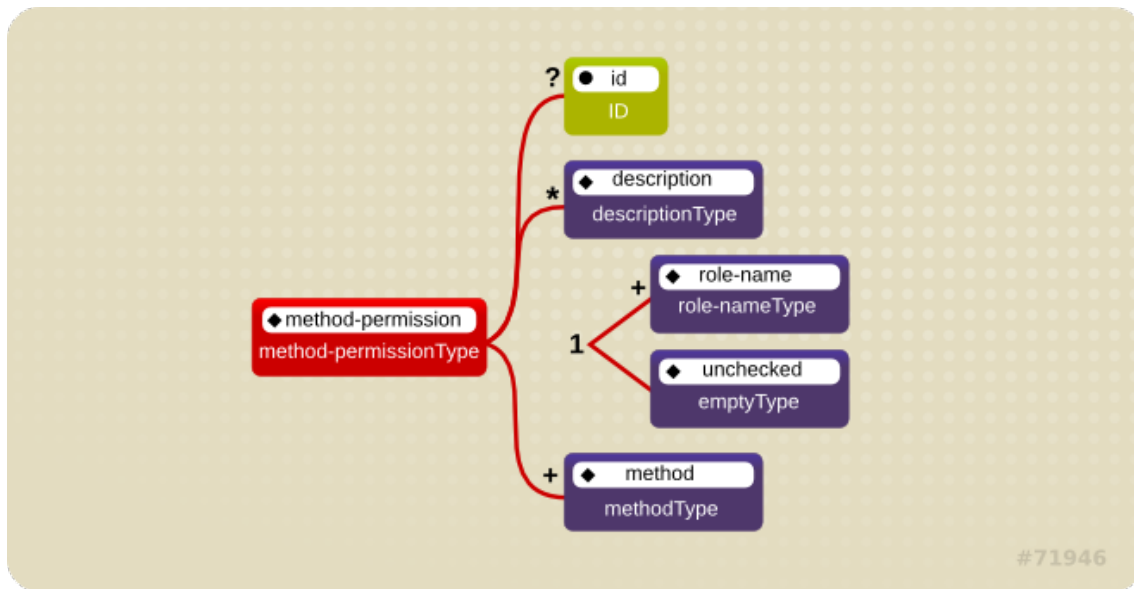 ?
id
ID
*
description
descriptionType
+
role-name
role-nameType
method-permission
method-permissionType
1
unchecked
emptyType
+
method
methodType
#71946